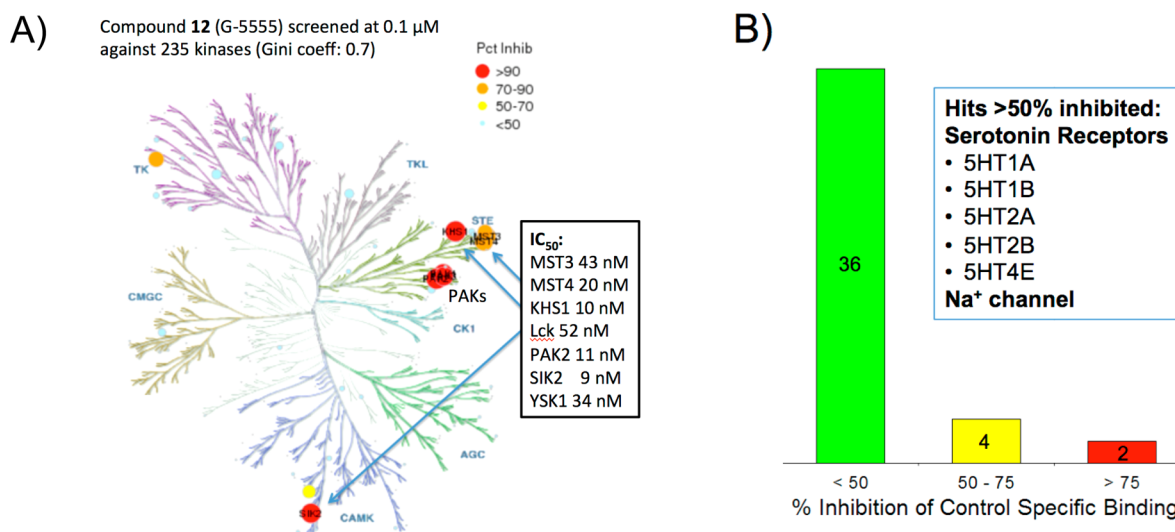 A)
Compound 12 (G-5555) screened at 0.1 µM
against 235 kinases (Gini coeff: 0.7)
Pct Inhib
>90
70-90
50-70
<50
TK
TKL
STE
KHS1
MST3
MST4
PAKs
CMGC
CK1
AGC
SIK2
CAMK
IC50:
MST3 43 nM
MST4 20 nM
KHS1 10 nM
Lck 52 nM
PAK2 11 nM
SIK2 9 nM
YSK1 34 nM
B)
Hits >50% inhibited:
Serotonin Receptors
• 5HT1A
• 5HT1B
• 5HT2A
• 5HT2B
• 5HT4E
Na+ channel
36
4
2
< 50
50 - 75
> 75
% Inhibition of Control Specific Binding